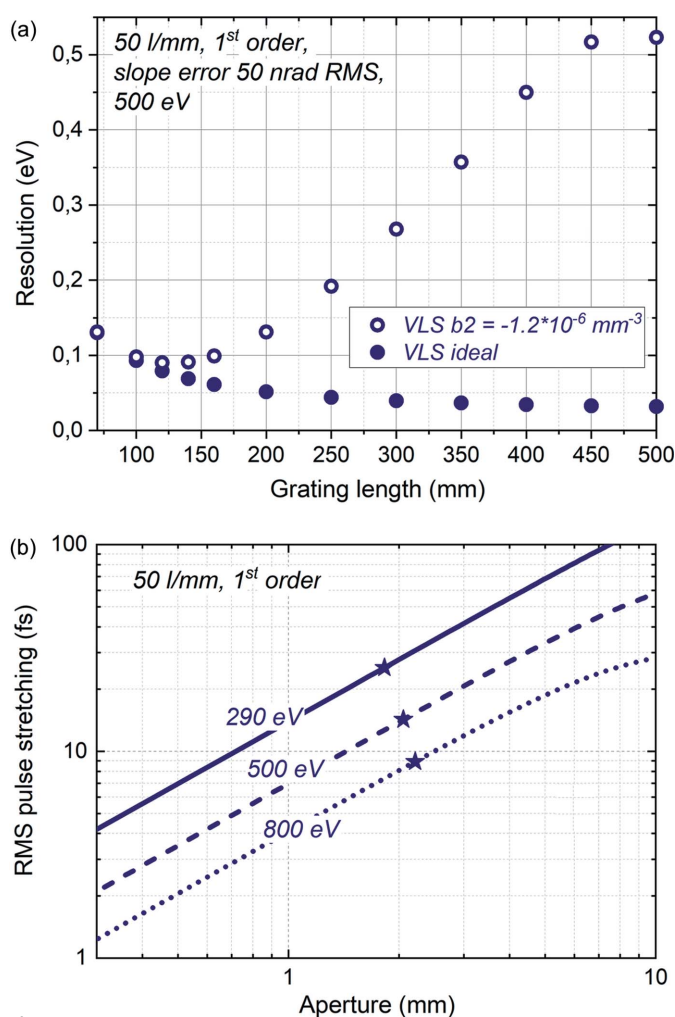 (a)
50 l/mm, 1st order,
slope error 50 nrad RMS,
500 eV
0,5
0,4
0,3
0,2
0,1
0,0
Resolution (eV)
VLS b2 = -1.2*10-6 mm-3
VLS ideal
100 150 200 250 300 350 400 450 500
Grating length (mm)
(b)
50 l/mm, 1st order
100
10
1
RMS pulse stretching (fs)
290 eV
500 eV
800 eV
1 10
Aperture (mm)